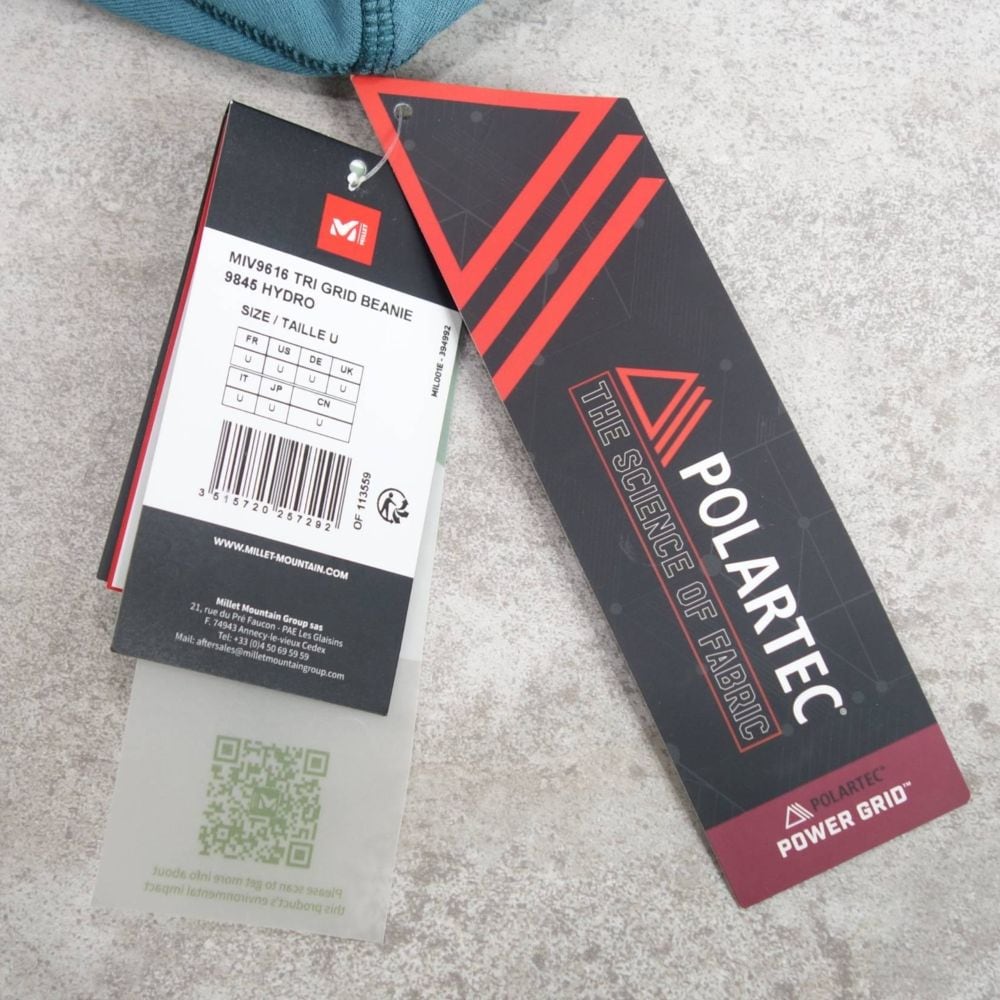 MILLET
MIV9616 TRI GRID BEANIE
9845 HYDRO
SIZE / TAILLE U
FR US DE UK
U U U U
IT JP CN
U U U
MIL001E - 394992
3 515720 257292
OF 113559
WWW.MILLET-MOUNTAIN.COM
Millet Mountain Group sas
21, rue du Pré Faucon - PAE Les Glaisins
F. 74943 Annecy-le-vieux Cedex
Tel: +33 (0)4 50 69 59 59
Mail: aftersales@milletmountaingroup.com
Please scan to get more info about
this product's environmental impact
THE SCIENCE OF FABRIC
POLARTEC®
POLARTEC™
POWER GRID™